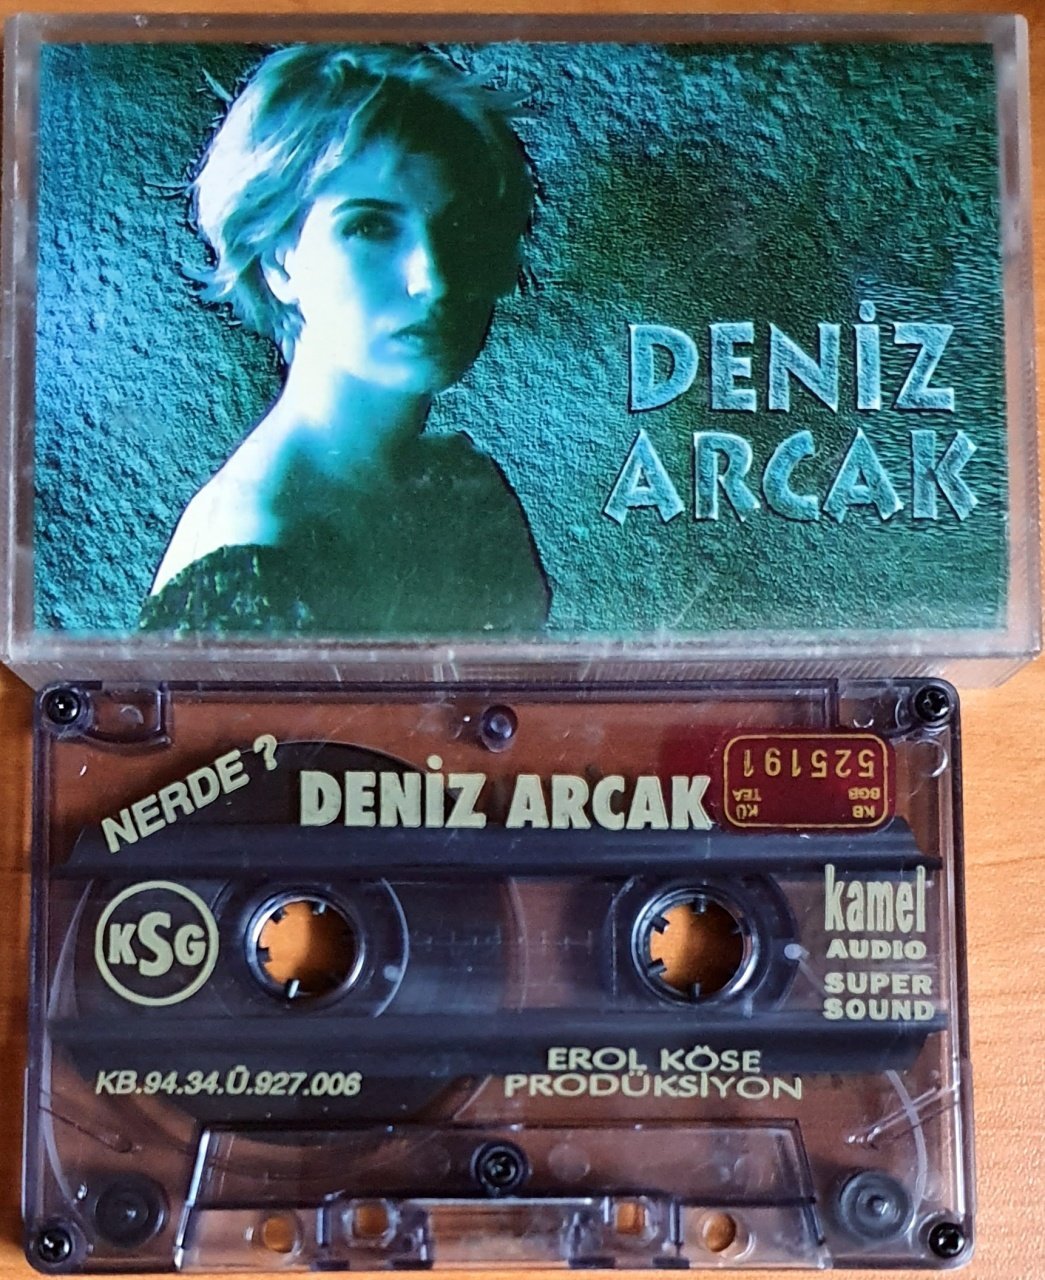 DENİZ
ARCAK
NERDE ?
DENİZ ARCAK
525191
KB
BGB
KÜ
TEA
KSG
kamel
AUDIO
SUPER
SOUND
KB.94.34.Ü.927.006
EROL KÖSE
PRODÜKSİYON